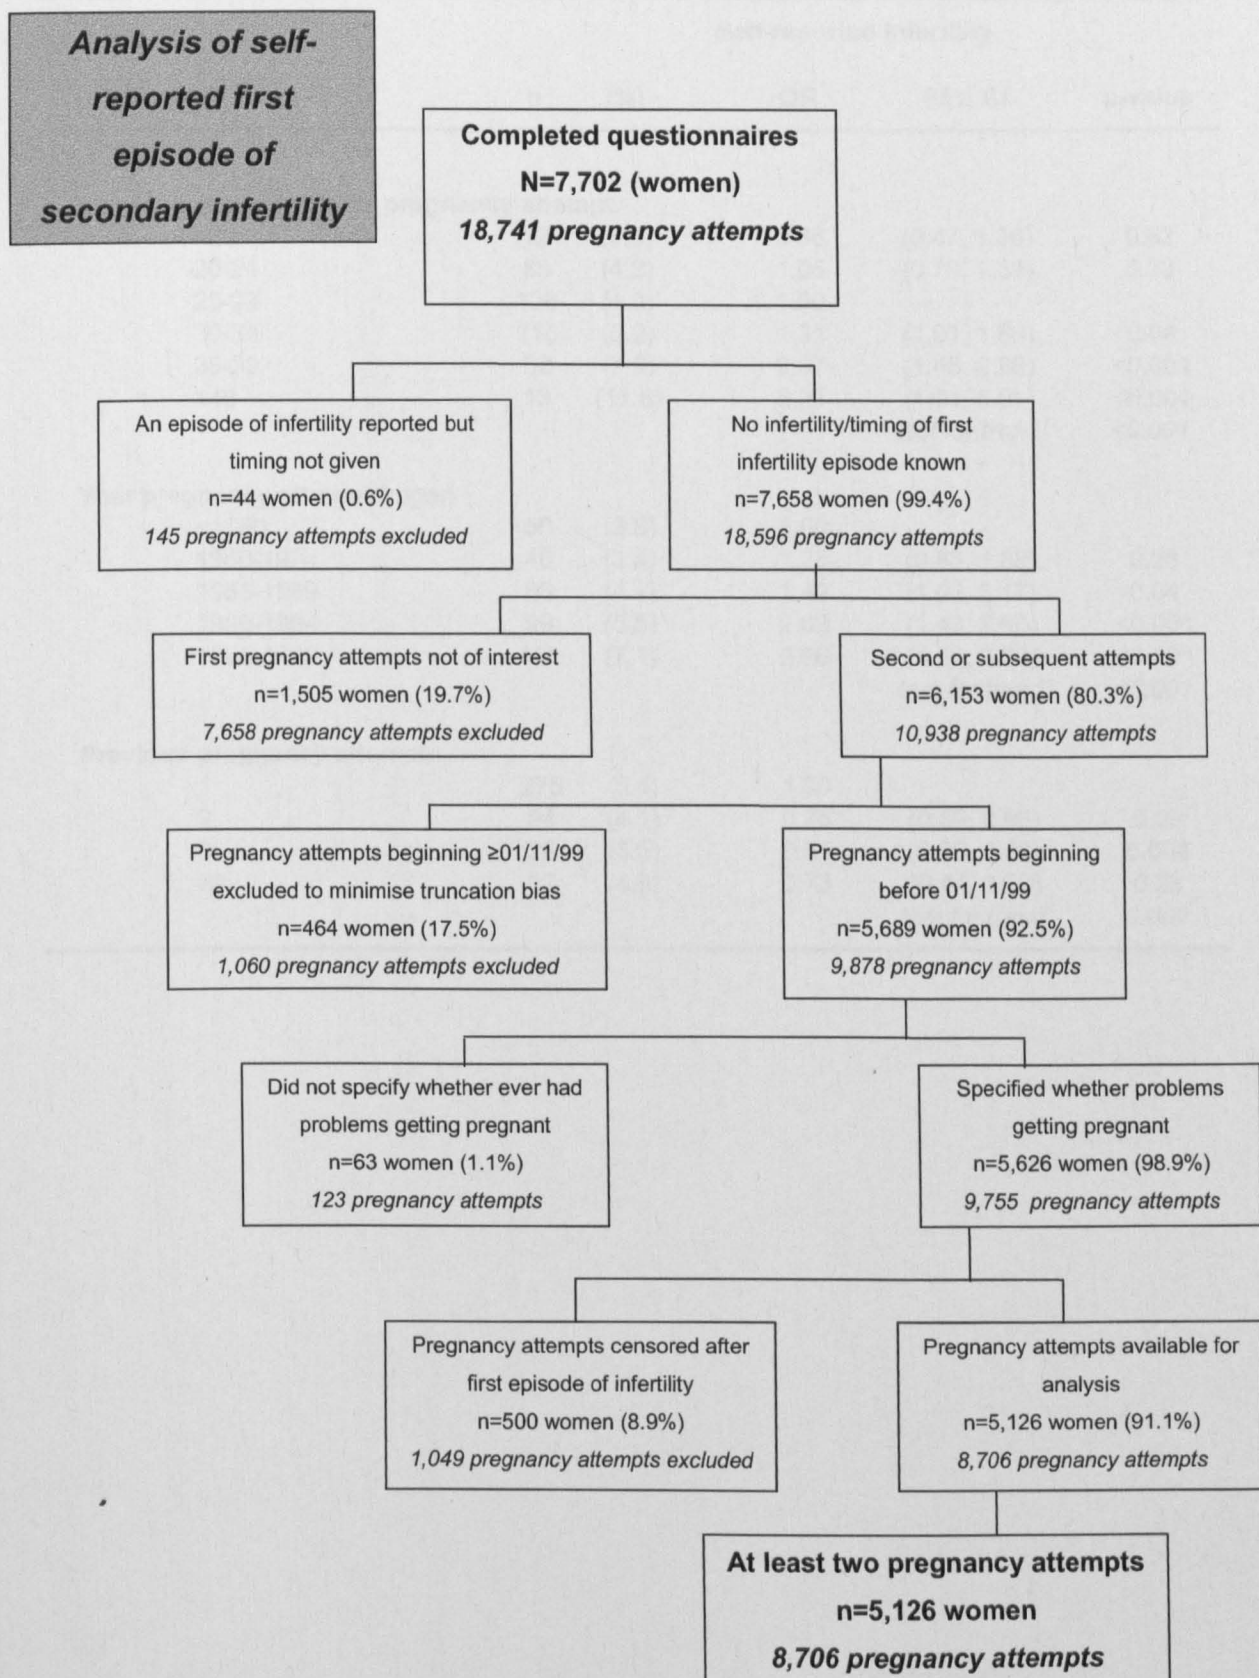 Analysis of self-
reported first
episode of
secondary infertility
Completed questionnaires
N=7,702 (women)
18,741 pregnancy attempts
An episode of infertility reported but
timing not given
n=44 women (0.6%)
145 pregnancy attempts excluded
No infertility/timing of first
infertility episode known
n=7,658 women (99.4%)
18,596 pregnancy attempts
First pregnancy attempts not of interest
n=1,505 women (19.7%)
7,658 pregnancy attempts excluded
Second or subsequent attempts
n=6,153 women (80.3%)
10,938 pregnancy attempts
Pregnancy attempts beginning ≥01/11/99
excluded to minimise truncation bias
n=464 women (17.5%)
1,060 pregnancy attempts excluded
Pregnancy attempts beginning
before 01/11/99
n=5,689 women (92.5%)
9,878 pregnancy attempts
Did not specify whether ever had
problems getting pregnant
n=63 women (1.1%)
123 pregnancy attempts
Specified whether problems
getting pregnant
n=5,626 women (98.9%)
9,755 pregnancy attempts
Pregnancy attempts censored after
first episode of infertility
n=500 women (8.9%)
1,049 pregnancy attempts excluded
Pregnancy attempts available for
analysis
n=5,126 women (91.1%)
8,706 pregnancy attempts
At least two pregnancy attempts
n=5,126 women
8,706 pregnancy attempts